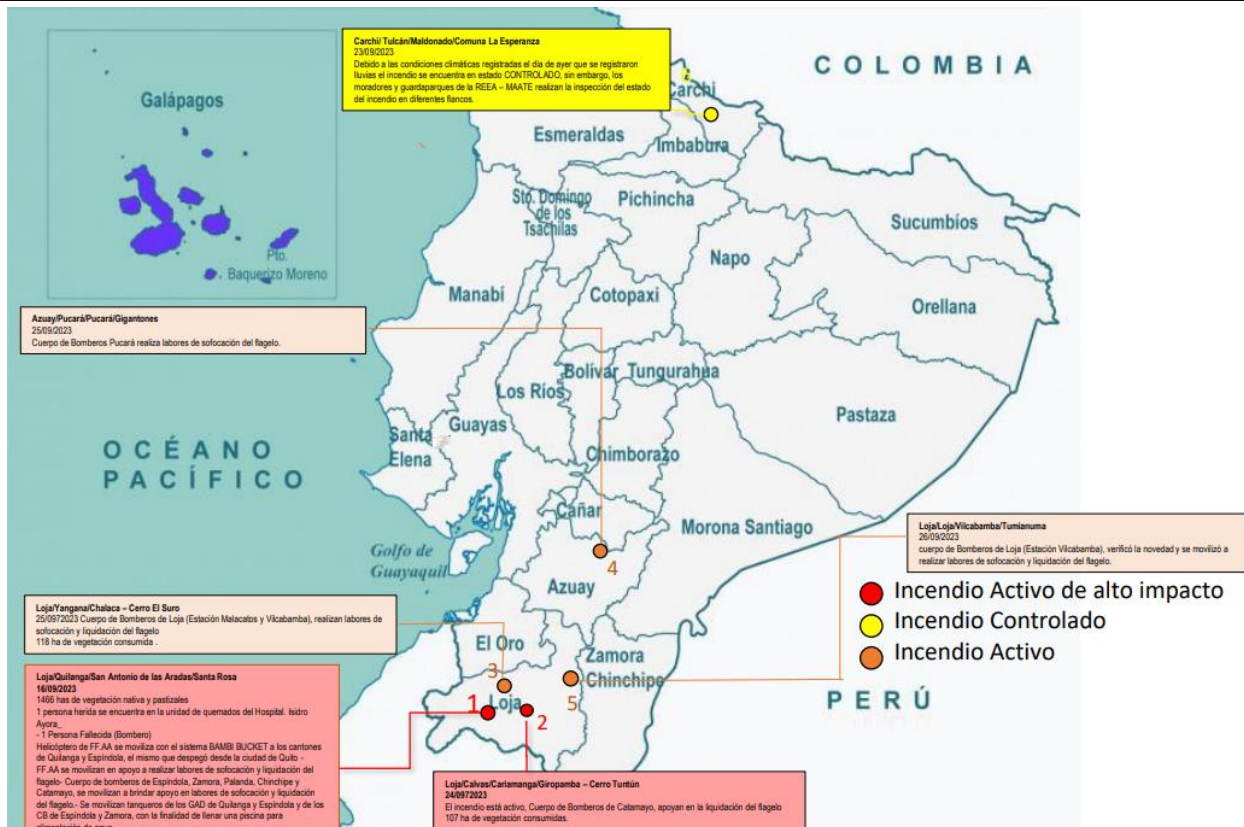 Carchi/ Tulcán/Maldonado/Comuna La Esperanza
23/09/2023
Debido a las condiciones climáticas registradas el día de ayer que se registraron
lluvias el incendio se encuentra en estado CONTROLADO, sin embargo, los
moradores y guardaparques de la REEA – MAATE realizan la inspección del estado
del incendio en diferentes flancos.
COLOMBIA
Galápagos
Pto.
Baquerizo Moreno
Carchi
Esmeraldas
Imbabura
Sto. Domingo
de los
Tsáchilas
Pichincha
Sucumbíos
Napo
Manabí
Cotopaxi
Orellana
Azuay/Pucará/Pucará/Gigantones
25/09/2023
Cuerpo de Bomberos Pucará realiza labores de sofocación del flagelo.
Bolívar
Tungurahua
Los Ríos
Pastaza
Guayas
Santa
Elena
OCÉANO
PACÍFICO
Chimborazo
Cañar
Morona Santiago
Golfo de
Guayaquil
4
Azuay
Loja/Loja/Vilcabamba/Tumianuma
26/09/2023
cuerpo de Bomberos de Loja (Estación Vilcabamba), verificó la novedad y se movilizó a
realizar labores de sofocación y liquidación del flagelo.
Incendio Activo de alto impacto
Incendio Controlado
Incendio Activo
Loja/Yangana/Chalaca – Cerro El Suro
25/0972023 Cuerpo de Bomberos de Loja (Estación Malacatos y Vilcabamba), realizan labores de
sofocación y liquidación del flagelo
118 ha de vegetación consumida .
El Oro
Zamora
Chinchipe
3
5
Loja
1
2
PERÚ
Loja/Quilanga/San Antonio de las Aradas/Santa Rosa
16/09/2023
1466 has de vegetación nativa y pastizales
1 persona herida se encuentra en la unidad de quemados del Hospital. Isidro
Ayora_
- 1 Persona Fallecida (Bombero)
Helicóptero de FF.AA se moviliza con el sistema BAMBI BUCKET a los cantones
de Quilanga y Espíndola, el mismo que despegó desde la ciudad de Quito -
FF.AA se movilizan en apoyo a realizar labores de sofocación y liquidación del
flagelo- Cuerpo de bomberos de Espíndola, Zamora, Palanda, Chinchipe y
Catamayo, se movilizan a brindar apoyo en labores de sofocación y liquidación
del flagelo.- Se movilizan tanqueros de los GAD de Quilanga y Espíndola y de los
CB de Espíndola y Zamora, con la finalidad de llenar una piscina para
Loja/Calvas/Cariamanga/Giropamba – Cerro Tuntún
24/0972023
El incendio está activo, Cuerpo de Bomberos de Catamayo, apoyan en la liquidación del flagelo
107 ha de vegetación consumidas.